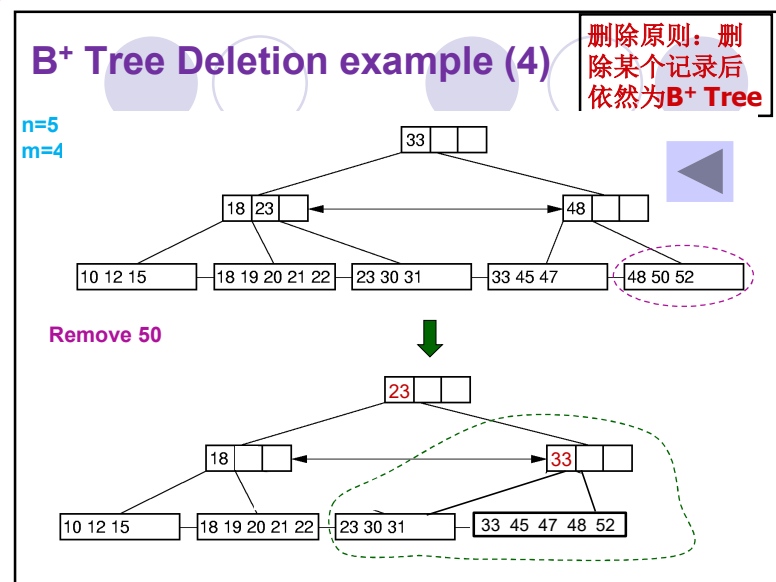 B+ Tree Deletion example (4)
删除原则：删
除某个记录后
依然为B+ Tree
n=5
m=4
33
18 23
48
10 12 15
18 19 20 21 22
23 30 31
33 45 47
48 50 52
Remove 50
23
18
33
10 12 15
18 19 20 21 22
23 30 31
33 45 47 48 52